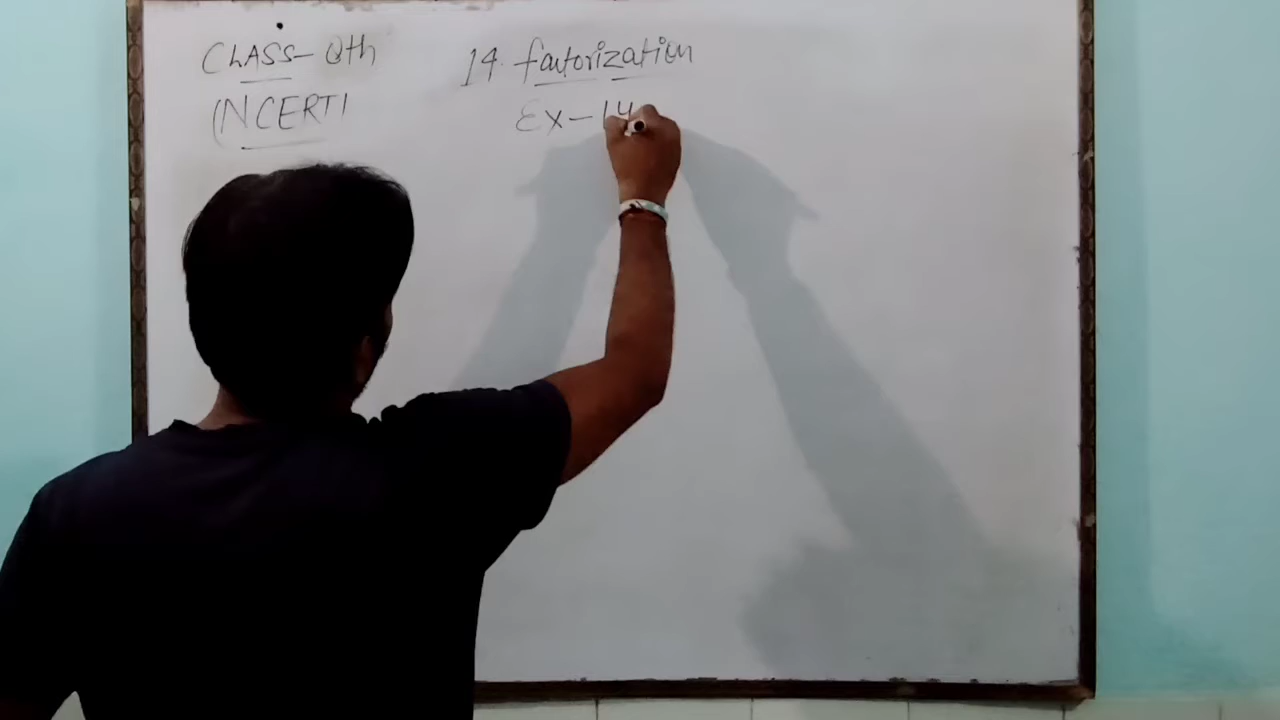 CLASS- 8th
(NCERT)
14. factorization
Ex-14